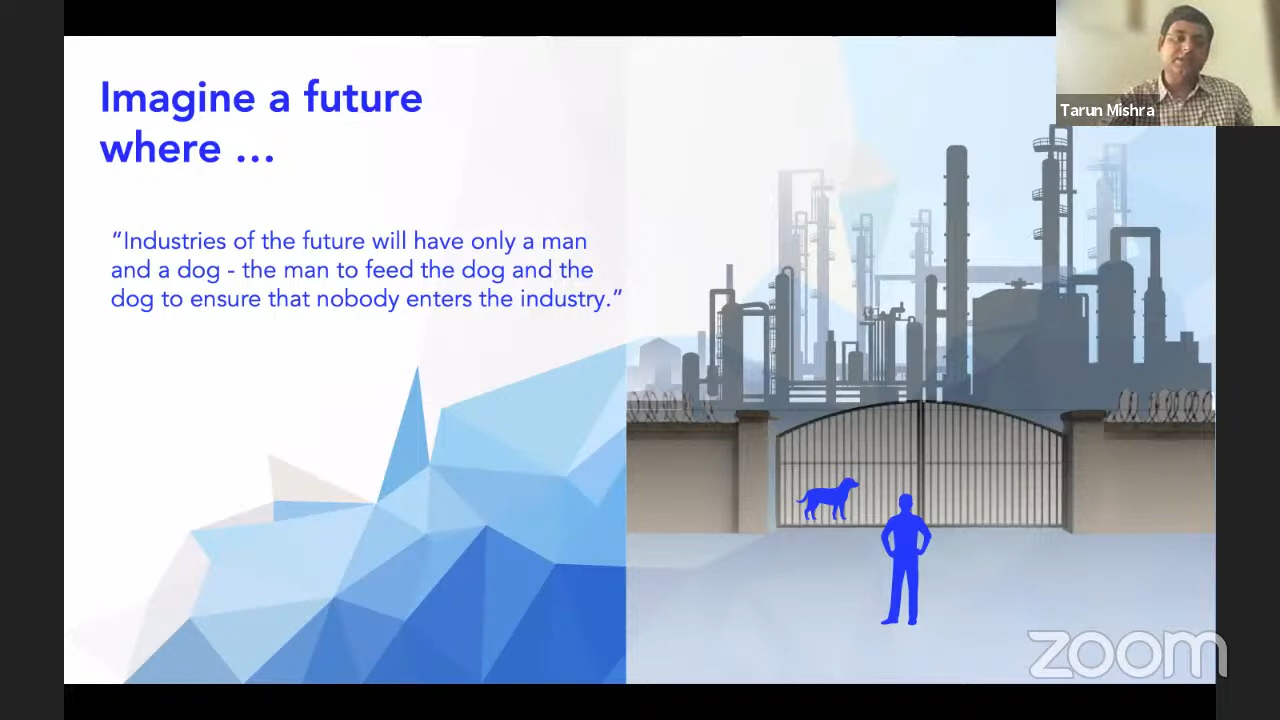 Imagine a future
where ...
"Industries of the future will have only a man
and a dog - the man to feed the dog and the
dog to ensure that nobody enters the industry."
Tarun Mishra
zoom